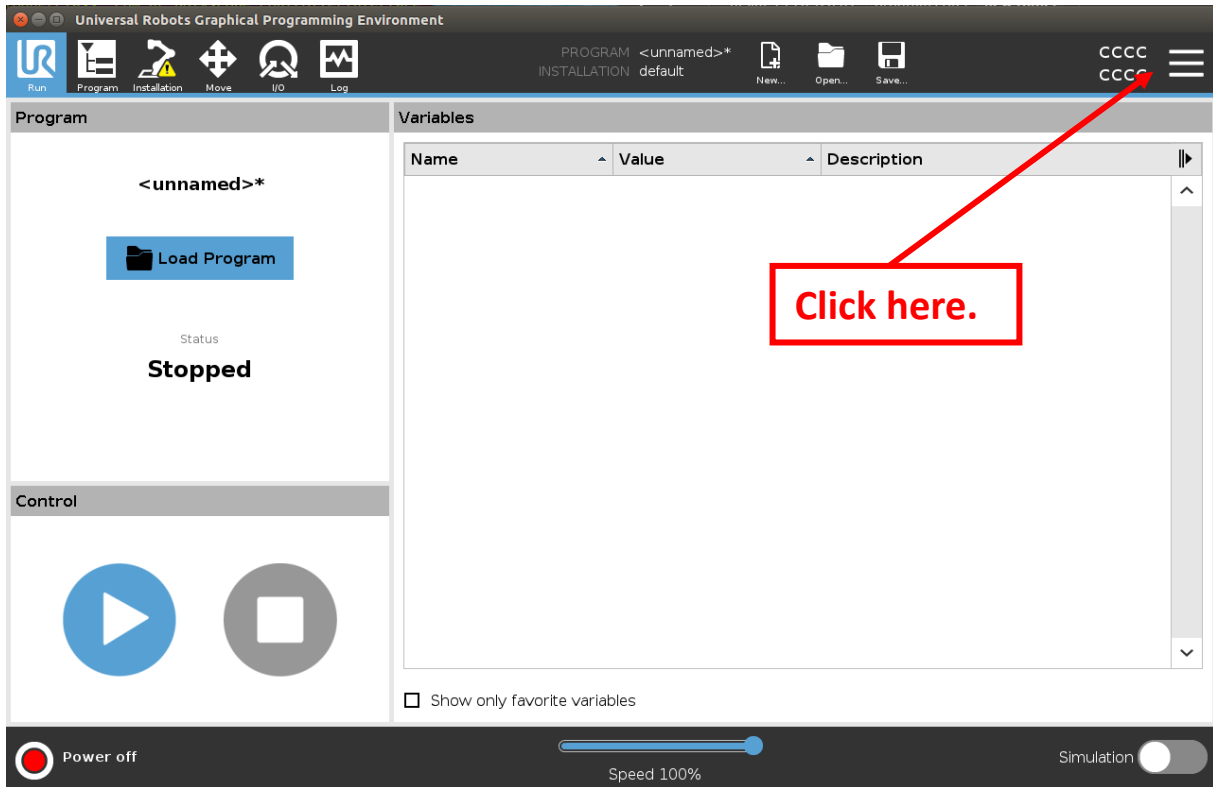 Universal Robots Graphical Programming Environment
PROGRAM <unnamed>*
INSTALLATION default
CCCC
CCCC
UR
Run Program Installation Move I/O Log New... Open... Save...
Program
<unnamed>*
Load Program
Status
Stopped
Control
Variables
Name Value Description
Click here.
Show only favorite variables
Power off
Speed 100%
Simulation